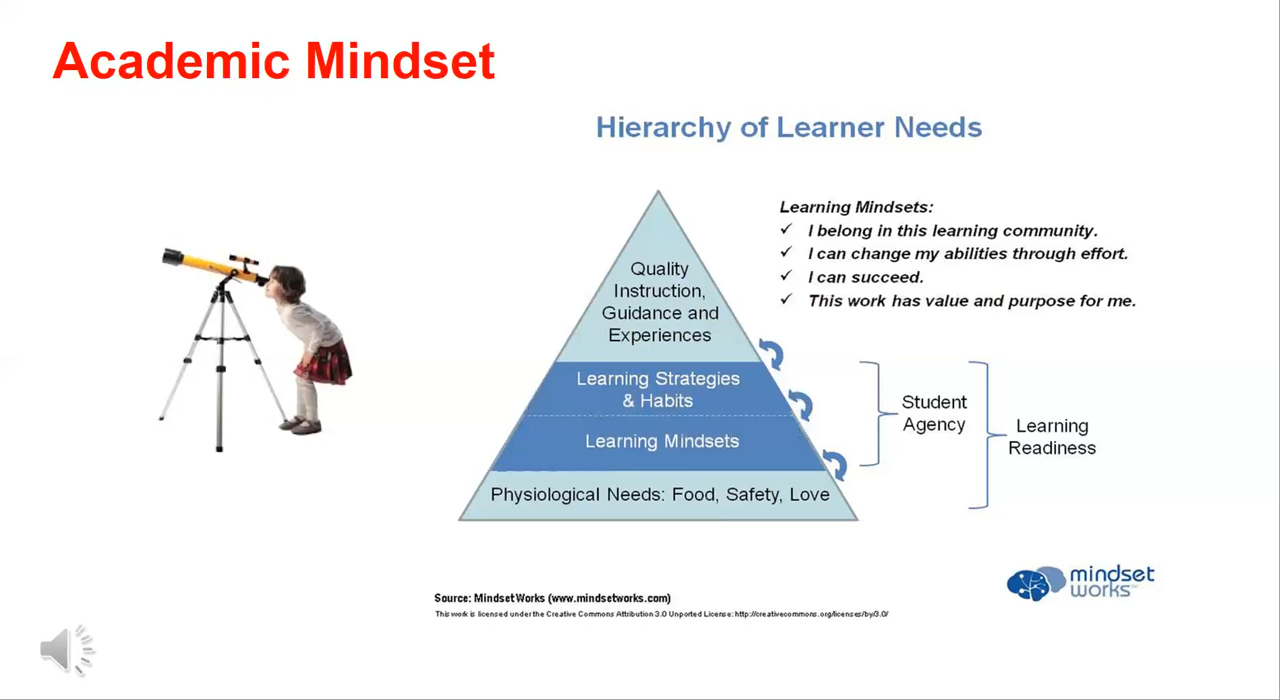 Academic Mindset
Hierarchy of Learner Needs
Learning Mindsets:
✓ I belong in this learning community.
✓ I can change my abilities through effort.
✓ I can succeed.
✓ This work has value and purpose for me.
Quality
Instruction,
Guidance and
Experiences
Learning Strategies
& Habits
Learning Mindsets
Physiological Needs: Food, Safety, Love
Student
Agency
Learning
Readiness
mindset
works™
Source: MindsetWorks (www.mindsetworks.com)
This work is licensed under the Creative Commons Attribution 3.0 Unported License: http://creativecommons.org/licenses/by/3.0/